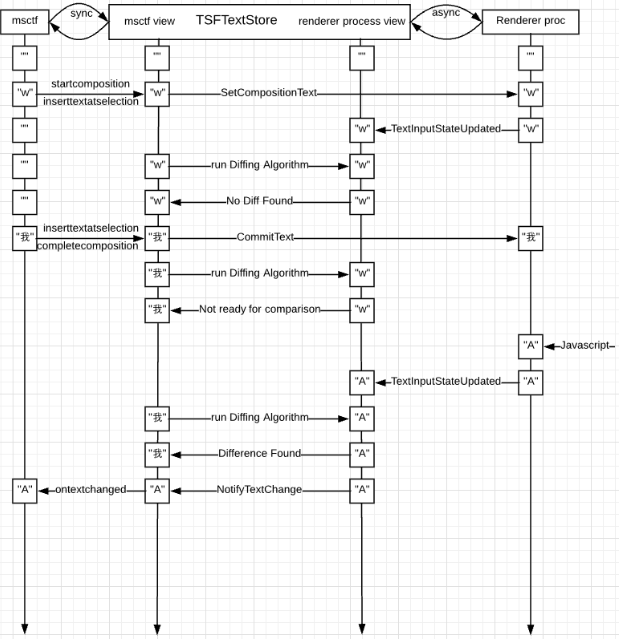 sync
async
msctf
msctf view
TSFTextStore
renderer process view
Renderer proc
""
""
""
""
"w"
startcomposition
inserttextatselection
"w"
SetCompositionText
"w"
""
"w"
TextInputStateUpdated
"w"
""
"w"
run Diffing Algorithm
"w"
""
"w"
No Diff Found
"w"
"我"
inserttextatselection
completecomposition
"我"
CommitText
"我"
"我"
run Diffing Algorithm
"w"
"我"
Not ready for comparison
"w"
"A"
Javascript
"A"
TextInputStateUpdated
"A"
"我"
run Diffing Algorithm
"A"
"我"
Difference Found
"A"
"A"
ontextchanged
"A"
NotifyTextChange
"A"